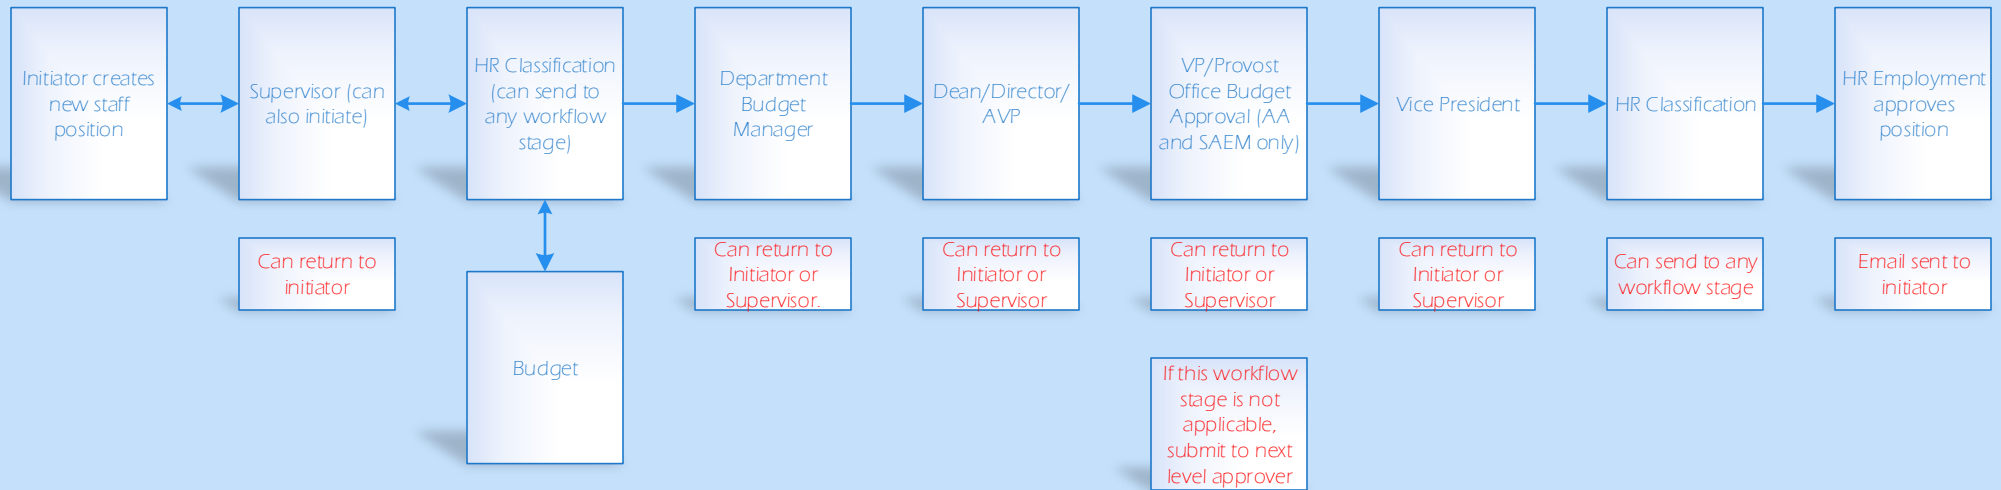 Initiator creates
new staff
position
Supervisor (can
also initiate)
HR Classification
(can send to
any workflow
stage)
Department
Budget
Manager
Dean/Director/
AVP
VP/Provost
Office Budget
Approval (AA
and SAEM only)
Vice President
HR Classification
HR Employment
approves
position
Can return to
initiator
Can return to
Initiator or
Supervisor.
Can return to
Initiator or
Supervisor
Can return to
Initiator or
Supervisor
Can return to
Initiator or
Supervisor
Can send to any
workflow stage
Email sent to
initiator
Budget
If this workflow
stage is not
applicable,
submit to next
level approver